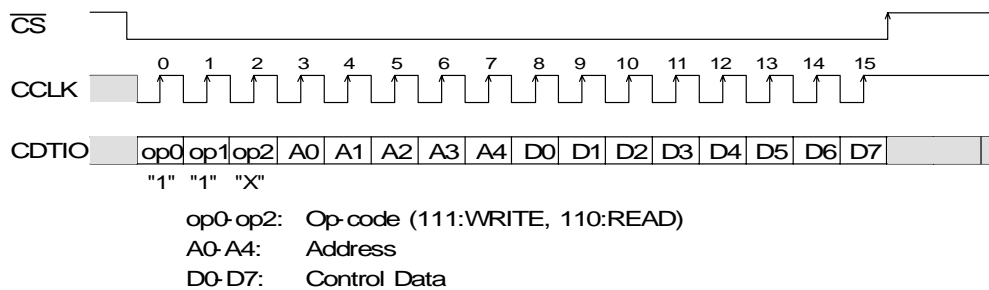 CS
0 1 2 3 4 5 6 7 8 9 10 11 12 13 14 15
CCLK
CDTIO op0 op1 op2 A0 A1 A2 A3 A4 D0 D1 D2 D3 D4 D5 D6 D7
"1" "1" "X"
op0-op2: Op-code (111:WRITE, 110:READ)
A0-A4: Address
D0-D7: Control Data